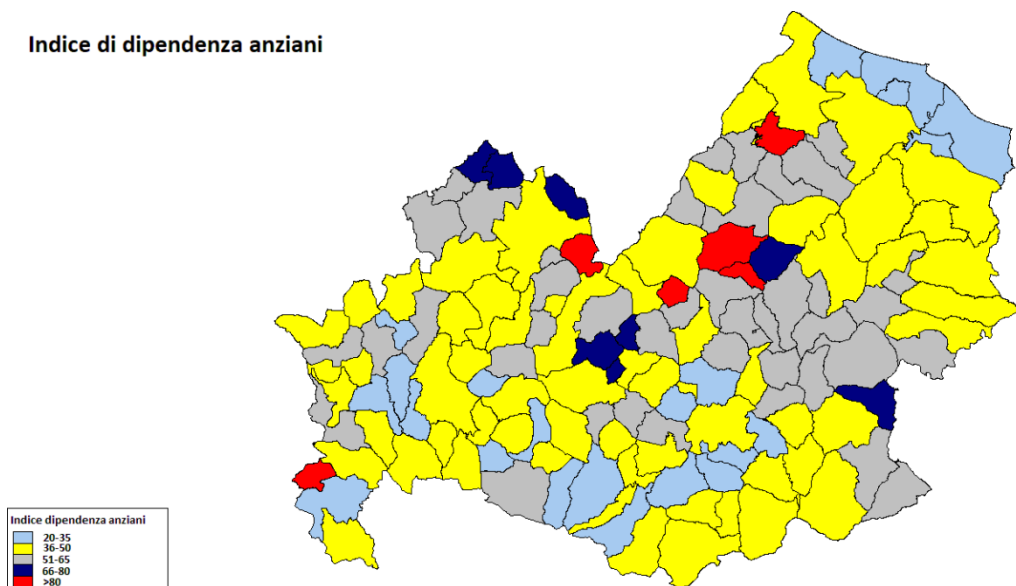 Indice di dipendenza anziani
Indice dipendenza anziani
20-35
36-50
51-65
66-80
>80